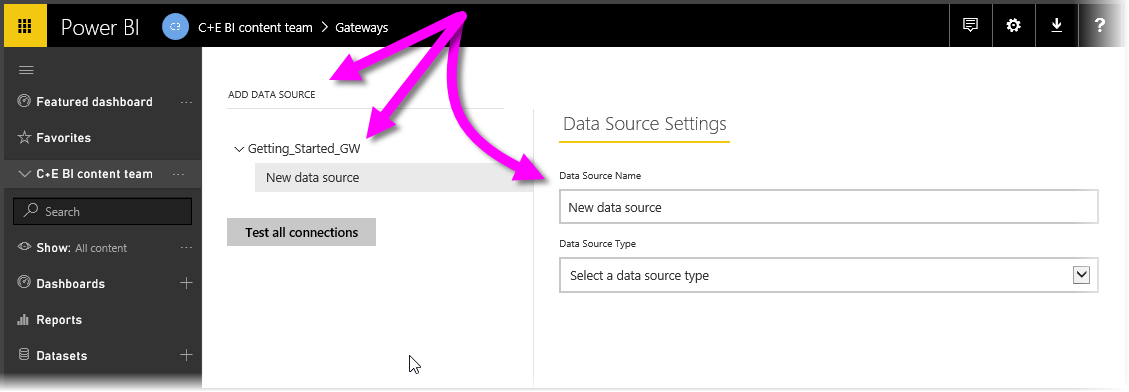 Power BI C3 C+E BI content team > Gateways ?
Featured dashboard ...
Favorites
C+E BI content team ...
Search
Show: All content ...
Dashboards +
Reports
Datasets +
ADD DATA SOURCE
Getting_Started_GW
New data source
Test all connections
Data Source Settings
Data Source Name
New data source
Data Source Type
Select a data source type